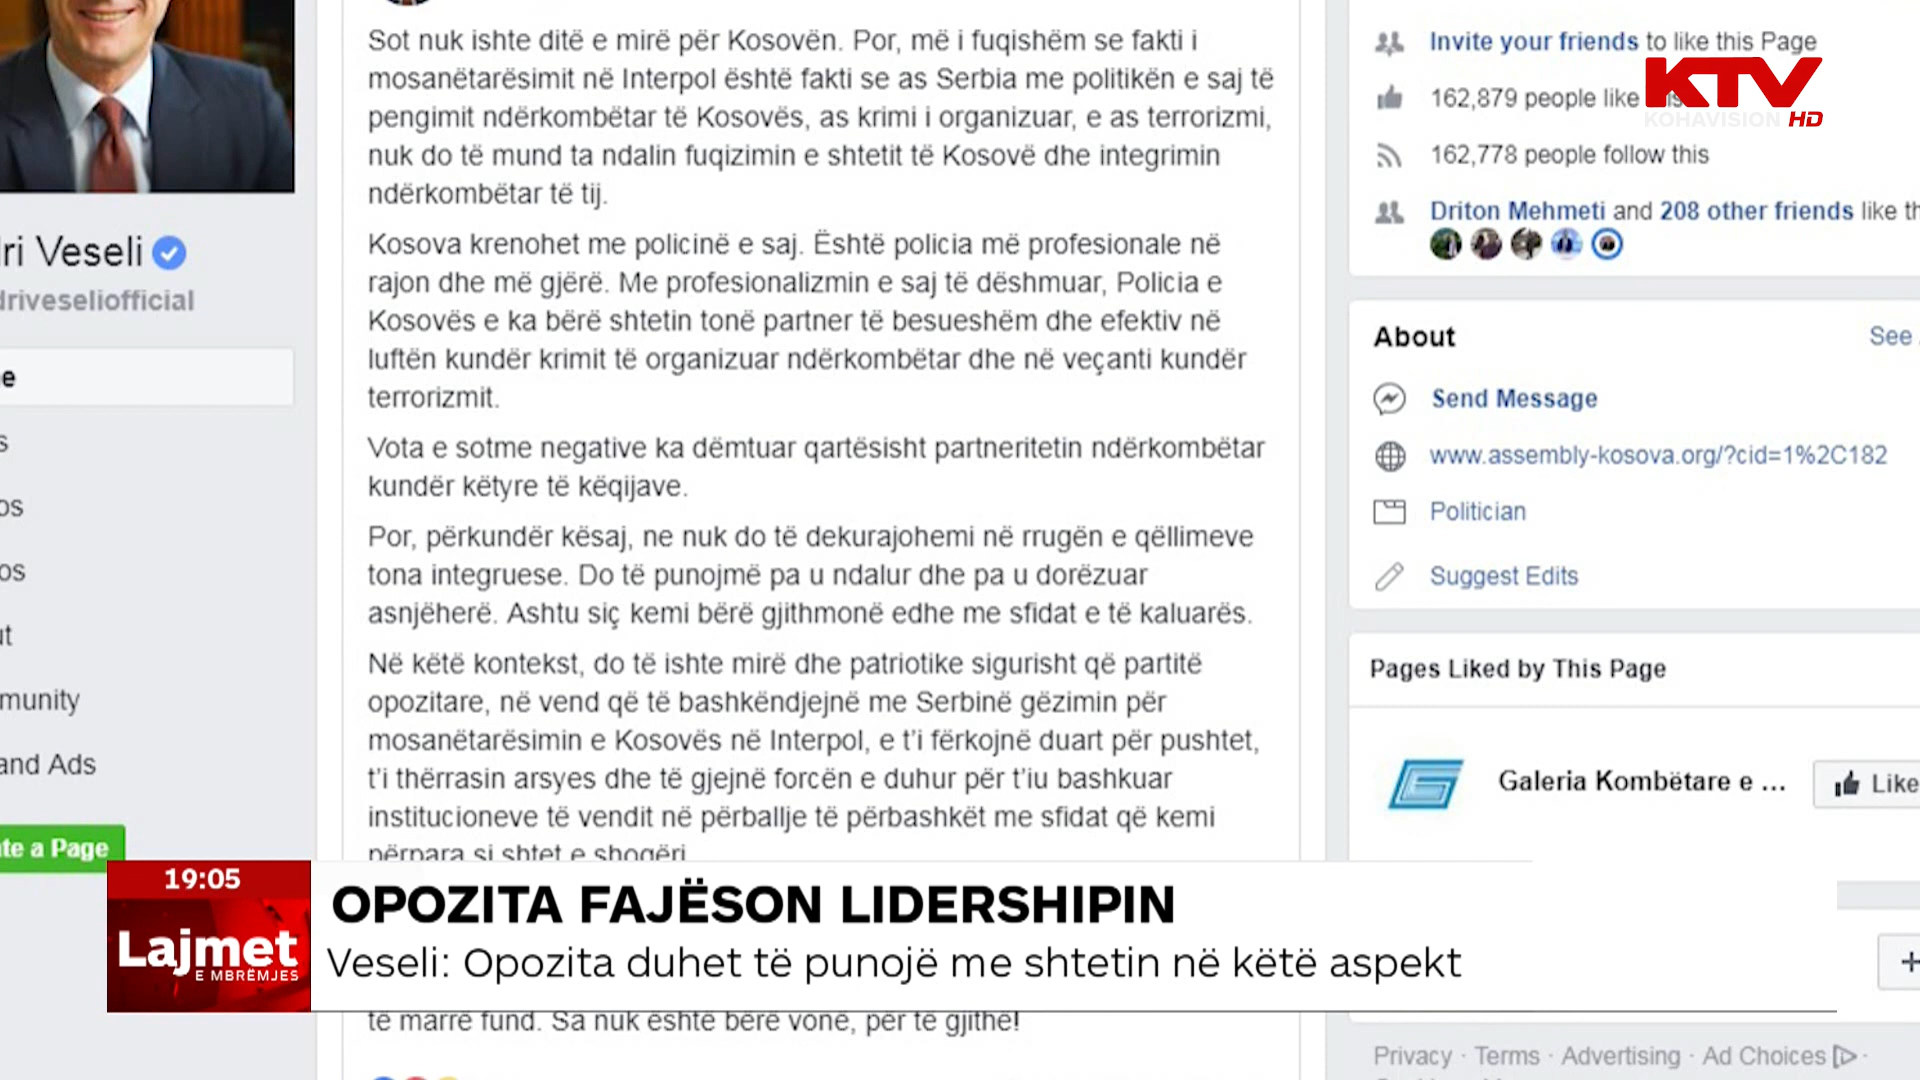 Sot nuk ishte ditë e mirë për Kosovën. Por, më i fuqishëm se fakti i
mosanëtarësimit në Interpol është fakti se as Serbia me politikën e saj të
pengimit ndërkombëtar të Kosovës, as krimi i organizuar, e as terrorizmi,
nuk do të mund ta ndalin fuqizimin e shtetit të Kosovë dhe integrimin
ndërkombëtar të tij.
Kosova krenohet me policinë e saj. Është policia më profesionale në
rajon dhe më gjërë. Me profesionalizmin e saj të dëshmuar, Policia e
Kosovës e ka bërë shtetin tonë partner të besueshëm dhe efektiv në
luftën kundër krimit të organizuar ndërkombëtar dhe në veçanti kundër
terrorizmit.
Vota e sotme negative ka dëmtuar qartësisht partneritetin ndërkombëtar
kundër këtyre të këqijave.
Por, përkundër kësaj, ne nuk do të dekurajohemi në rrugën e qëllimeve
tona integruese. Do të punojmë pa u ndalur dhe pa u dorëzuar
asnjëherë. Ashtu siç kemi bërë gjithmonë edhe me sfidat e të kaluarës.
Në këtë kontekst, do të ishte mirë dhe patriotike sigurisht që partitë
opozitare, në vend që të bashkëndjejnë me Serbinë gëzimin për
mosanëtarësimin e Kosovës në Interpol, e t'i fërkojnë duart për pushtet,
t'i thërrasin arsyes dhe të gjejnë forcën e duhur për t'iu bashkuar
institucioneve të vendit në përballje të përbashkët me sfidat që kemi
përpara si shtet e shoqëri
të marrë fund. Sa nuk është bërë vonë, për të gjithë!
ri Veseli
driveseliofficial
e
s
os
os
ut
munity
and Ads
te a Page
Invite your friends to like this Page
162,879 people like this
162,778 people follow this
Driton Mehmeti and 208 other friends like th
KTV
KOHAVISION HD
About
See
Send Message
www.assembly-kosova.org/?cid=1%2C182
Politician
Suggest Edits
Pages Liked by This Page
Galeria Kombëtare e ...
Like
+
Privacy · Terms · Advertising · Ad Choices ·
19:05
Lajmet
E MBRËMJES
OPOZITA FAJËSON LIDERSHIPIN
Veseli: Opozita duhet të punojë me shtetin në këtë aspekt